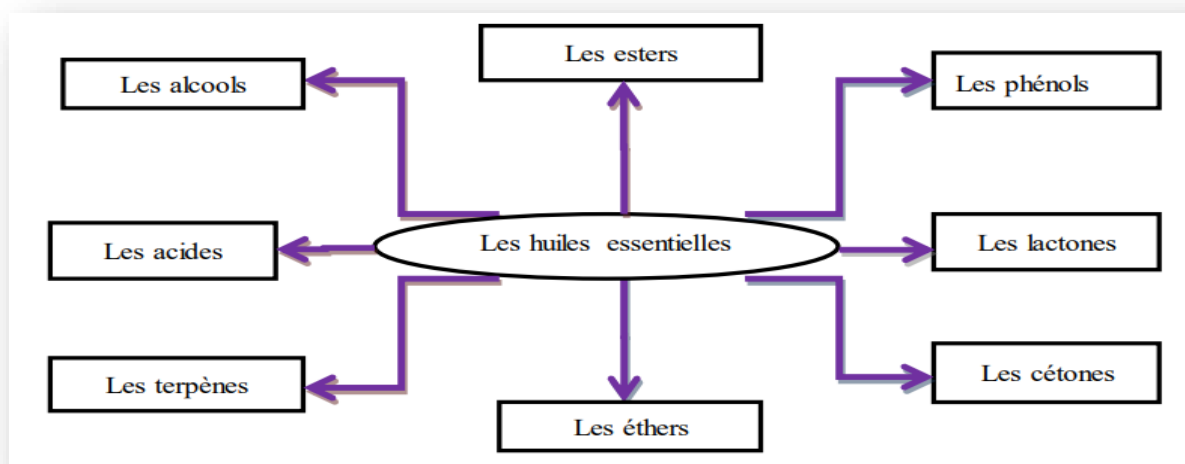 Les esters
Les alcools
Les phénols
Les acides
Les huiles essentielles
Les lactones
Les terpènes
Les cétones
Les éthers